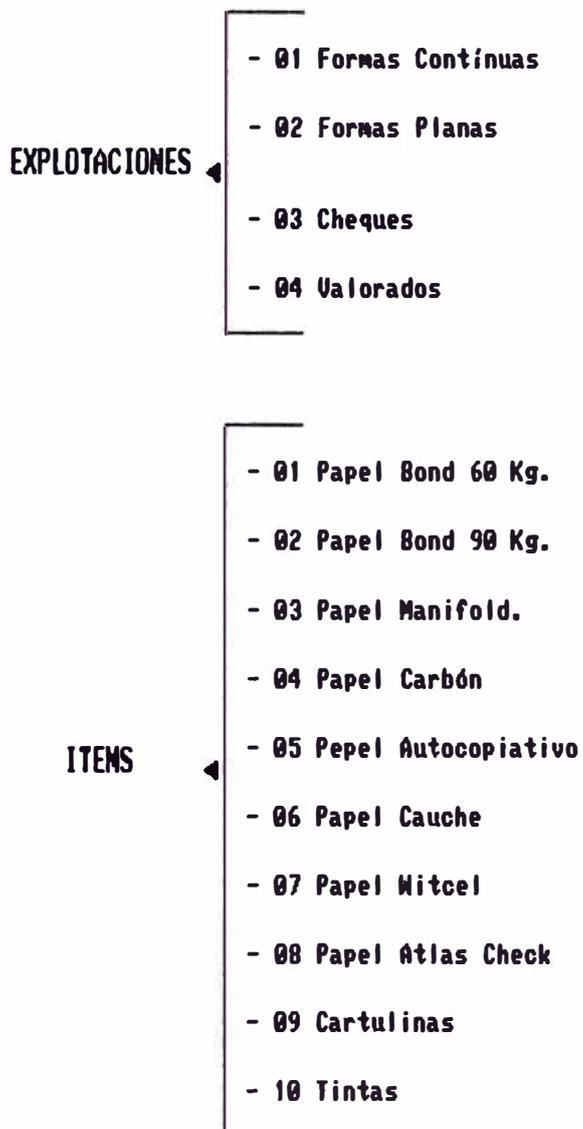 - 01 Formas Contínuas
- 02 Formas Planas
EXPLOTACIONES
- 03 Cheques
- 04 Valorados
- 01 Papel Bond 60 Kg.
- 02 Papel Bond 90 Kg.
- 03 Papel Manifold.
- 04 Papel Carbón
- 05 Pepel Autocopiativo
ITEMS
- 06 Papel Cauche
- 07 Papel Witcel
- 08 Papel Atlas Check
- 09 Cartulinas
- 10 Tintas